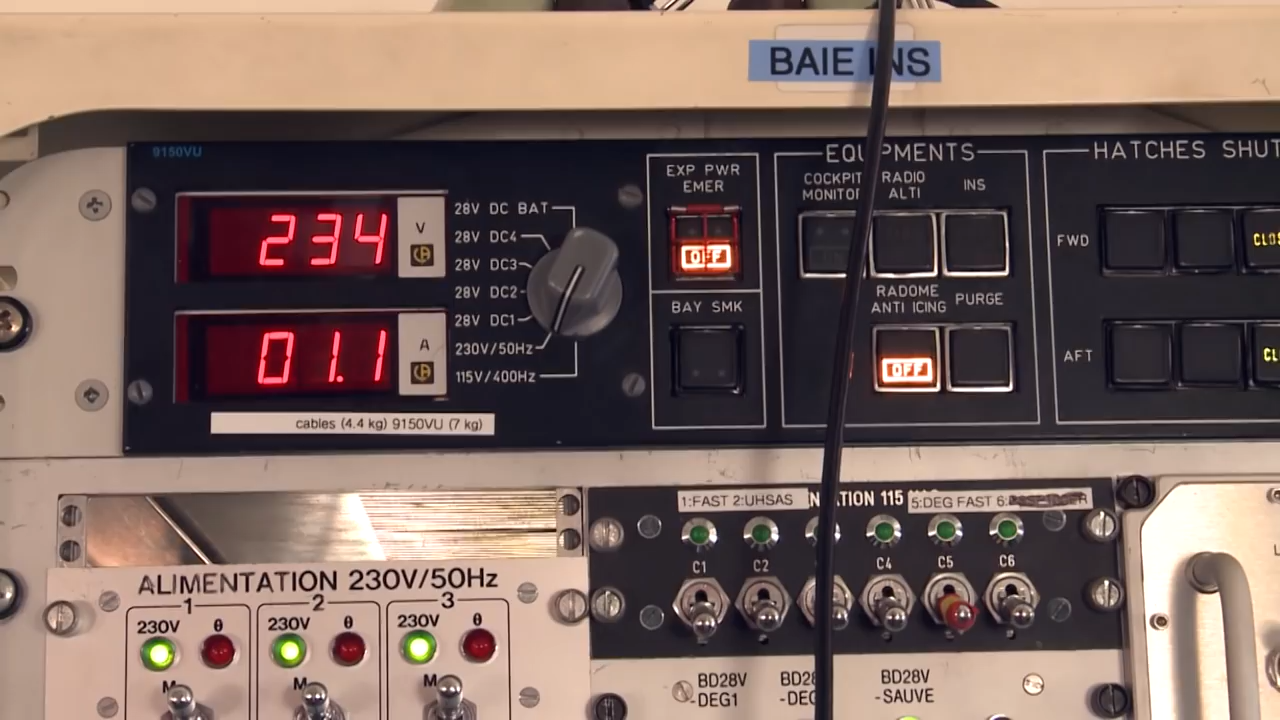 BAIE INS
9150VU
EQUIPMENTS
HATCHES SHUT
EXP PWR
EMER
COCKPIT
MONITOR
RADIO
ALTI
INS
234
V
28V DC BAT
28V DC4
28V DC3
28V DC2
28V DC1
230V/50Hz
115V/400Hz
OFF
FWD
CLOS
BAY SMK
RADOME
ANTI ICING
PURGE
01.1
A
OFF
AFT
CL
cables (4.4 kg) 9150VU (7 kg)
1:FAST 2:UHSAS
NTATION 115
5:DEG FAST 6:
C1
C2
C4
C5
C6
ALIMENTATION 230V/50Hz
1
2
3
230V
θ
230V
θ
230V
θ
M
M
M
BD28V
-DEG1
BD28V
-SAUVE